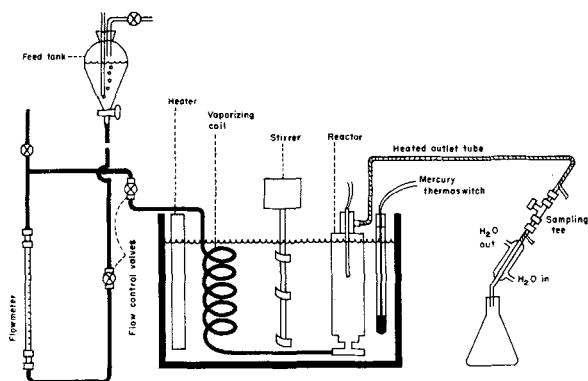 Feed tank
Heater
Vaporizing
coil
Stirrer
Reactor
Heated outlet tube
Mercury
thermoswitch
Sampling
tee
H₂O
out
H₂O in
Flow control valves
Flowmeter